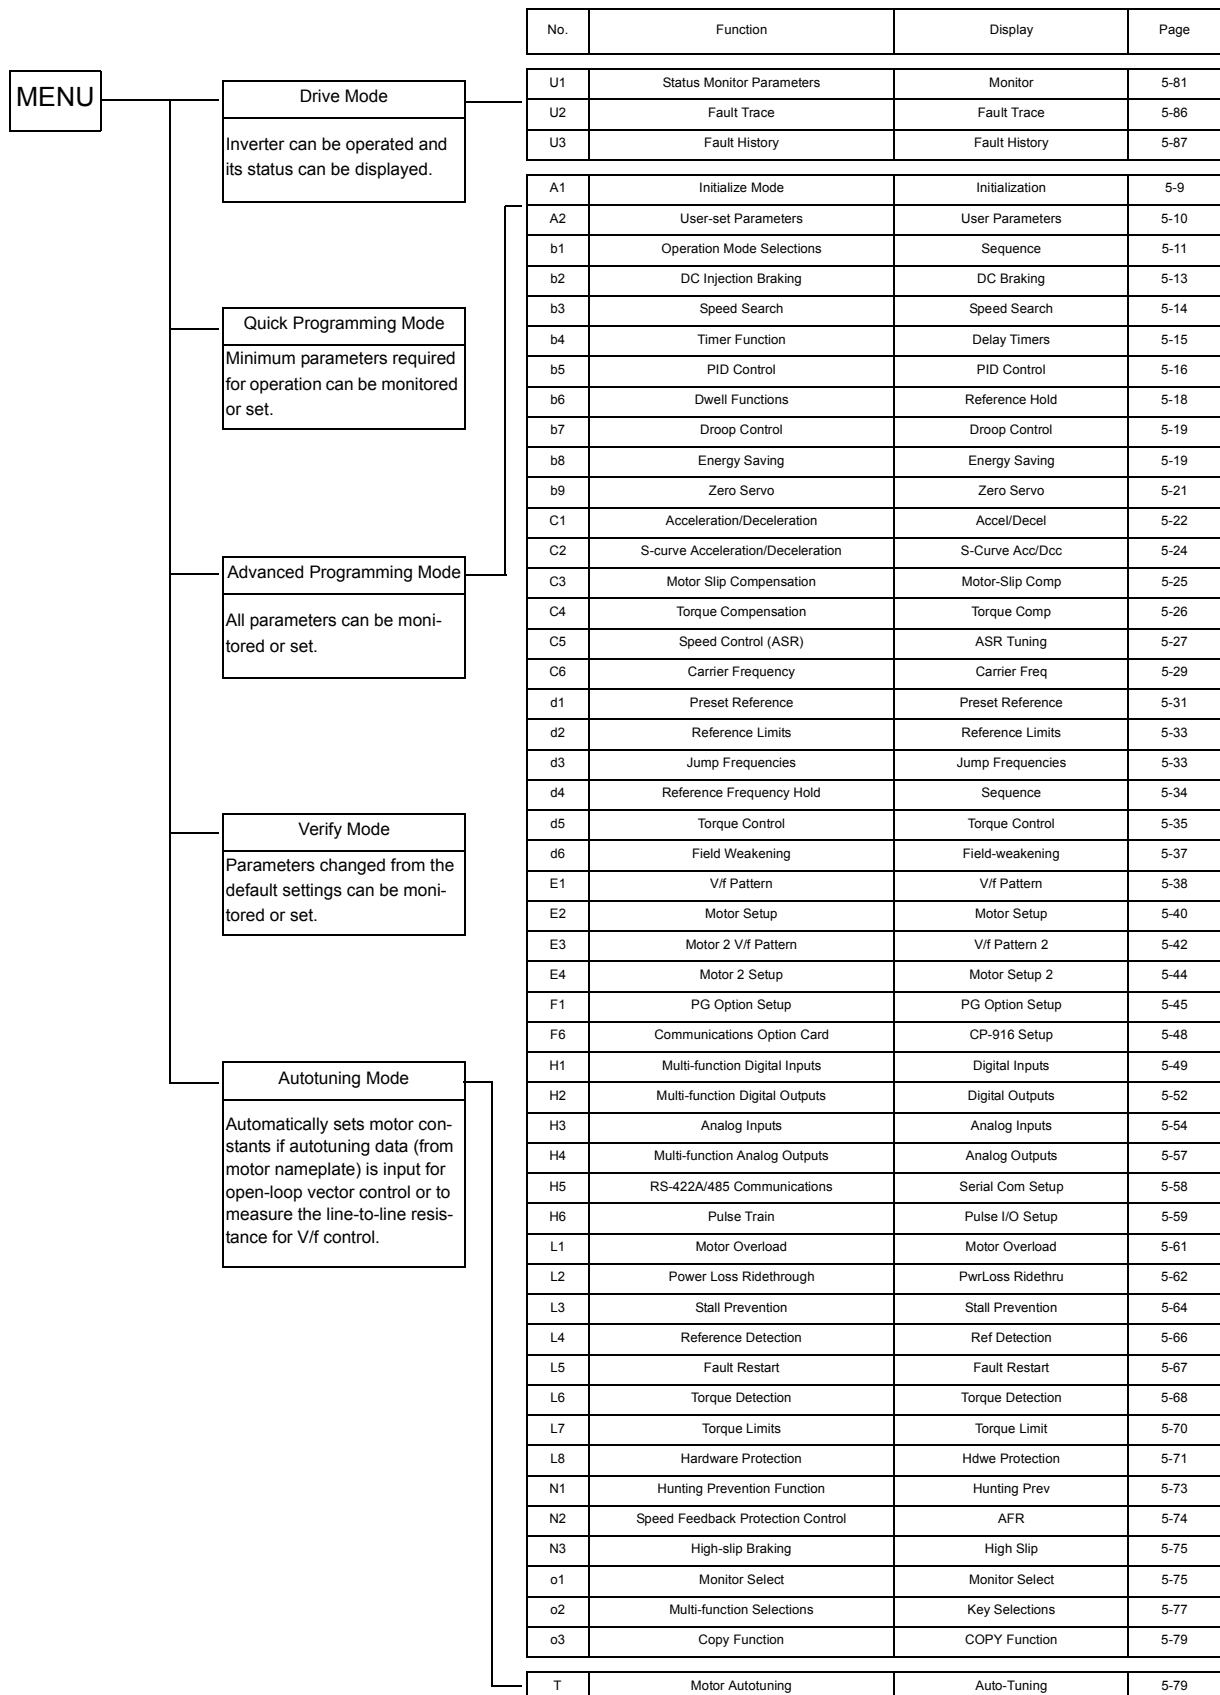 MENU
Drive Mode
Inverter can be operated and
its status can be displayed.
Quick Programming Mode
Minimum parameters required
for operation can be monitored
or set.
Advanced Programming Mode
All parameters can be moni-
tored or set.
Verify Mode
Parameters changed from the
default settings can be moni-
tored or set.
Autotuning Mode
Automatically sets motor con-
stants if autotuning data (from
motor nameplate) is input for
open-loop vector control or to
measure the line-to-line resis-
tance for V/f control.
No. Function Display Page
U1 Status Monitor Parameters Monitor 5-81
U2 Fault Trace Fault Trace 5-86
U3 Fault History Fault History 5-87
A1 Initialize Mode Initialization 5-9
A2 User-set Parameters User Parameters 5-10
b1 Operation Mode Selections Sequence 5-11
b2 DC Injection Braking DC Braking 5-13
b3 Speed Search Speed Search 5-14
b4 Timer Function Delay Timers 5-15
b5 PID Control PID Control 5-16
b6 Dwell Functions Reference Hold 5-18
b7 Droop Control Droop Control 5-19
b8 Energy Saving Energy Saving 5-19
b9 Zero Servo Zero Servo 5-21
C1 Acceleration/Deceleration Accel/Decel 5-22
C2 S-curve Acceleration/Deceleration S-Curve Acc/Dcc 5-24
C3 Motor Slip Compensation Motor-Slip Comp 5-25
C4 Torque Compensation Torque Comp 5-26
C5 Speed Control (ASR) ASR Tuning 5-27
C6 Carrier Frequency Carrier Freq 5-29
d1 Preset Reference Preset Reference 5-31
d2 Reference Limits Reference Limits 5-33
d3 Jump Frequencies Jump Frequencies 5-33
d4 Reference Frequency Hold Sequence 5-34
d5 Torque Control Torque Control 5-35
d6 Field Weakening Field-weakening 5-37
E1 V/f Pattern V/f Pattern 5-38
E2 Motor Setup Motor Setup 5-40
E3 Motor 2 V/f Pattern V/f Pattern 2 5-42
E4 Motor 2 Setup Motor Setup 2 5-44
F1 PG Option Setup PG Option Setup 5-45
F6 Communications Option Card CP-916 Setup 5-48
H1 Multi-function Digital Inputs Digital Inputs 5-49
H2 Multi-function Digital Outputs Digital Outputs 5-52
H3 Analog Inputs Analog Inputs 5-54
H4 Multi-function Analog Outputs Analog Outputs 5-57
H5 RS-422A/485 Communications Serial Com Setup 5-58
H6 Pulse Train Pulse I/O Setup 5-59
L1 Motor Overload Motor Overload 5-61
L2 Power Loss Ridethrough PwrLoss Ridethru 5-62
L3 Stall Prevention Stall Prevention 5-64
L4 Reference Detection Ref Detection 5-66
L5 Fault Restart Fault Restart 5-67
L6 Torque Detection Torque Detection 5-68
L7 Torque Limits Torque Limit 5-70
L8 Hardware Protection Hdwe Protection 5-71
N1 Hunting Prevention Function Hunting Prev 5-73
N2 Speed Feedback Protection Control AFR 5-74
N3 High-slip Braking High Slip 5-75
o1 Monitor Select Monitor Select 5-75
o2 Multi-function Selections Key Selections 5-77
o3 Copy Function COPY Function 5-79
T Motor Autotuning Auto-Tuning 5-79